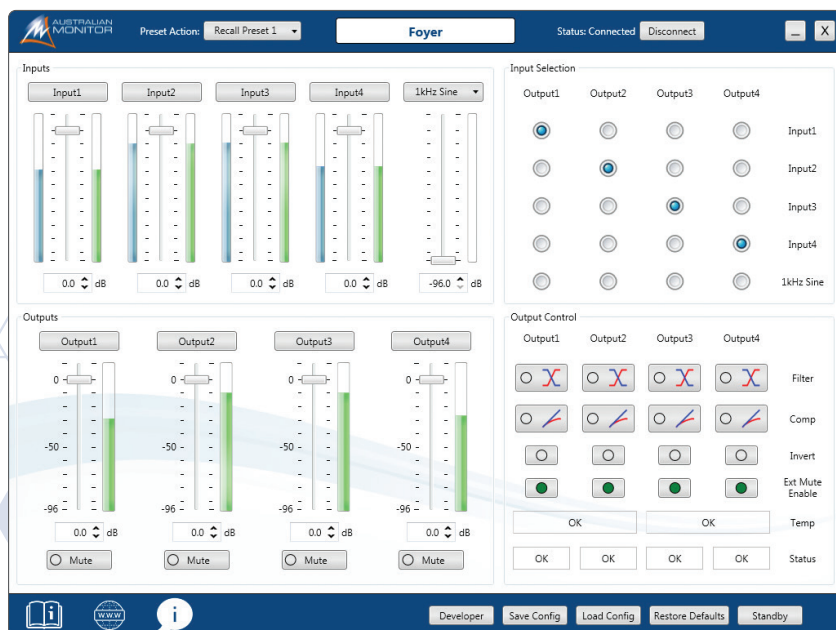 AUSTRALIAN
MONITOR
Preset Action: Recall Preset 1
Foyer
Status: Connected Disconnect
_ X
Inputs
Input1 Input2 Input3 Input4 1kHz Sine
0.0 dB 0.0 dB 0.0 dB 0.0 dB -96.0 dB
Input Selection
Output1 Output2 Output3 Output4
Input1
Input2
Input3
Input4
1kHz Sine
Outputs
Output1 Output2 Output3 Output4
0 0 0 0
-50 -50 -50 -50
-96 -96 -96 -96
0.0 dB 0.0 dB 0.0 dB 0.0 dB
Mute Mute Mute Mute
Output Control
Output1 Output2 Output3 Output4
Filter
Comp
Invert
Ext Mute
Enable
OK OK Temp
OK OK OK OK Status
i www i
Developer Save Config Load Config Restore Defaults Standby